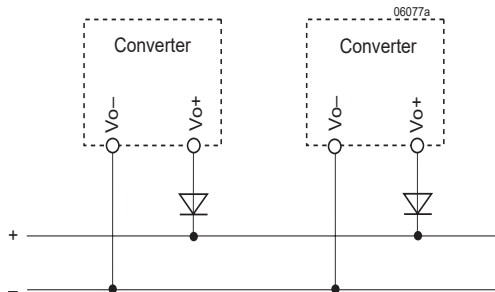 06077a
Converter
Converter
Vo–
Vo+
Vo–
Vo+
+
–